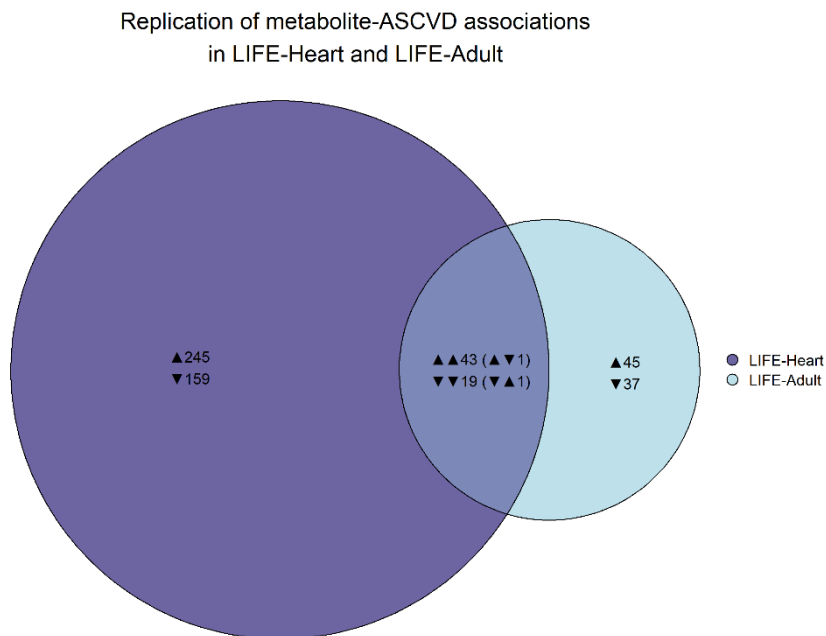 Replication of metabolite-ASCVD associations
in LIFE-Heart and LIFE-Adult
▲245
▼159
▲▲43 (▲▼1)
▼▼19 (▼▲1)
▲45
▼37
LIFE-Heart
LIFE-Adult